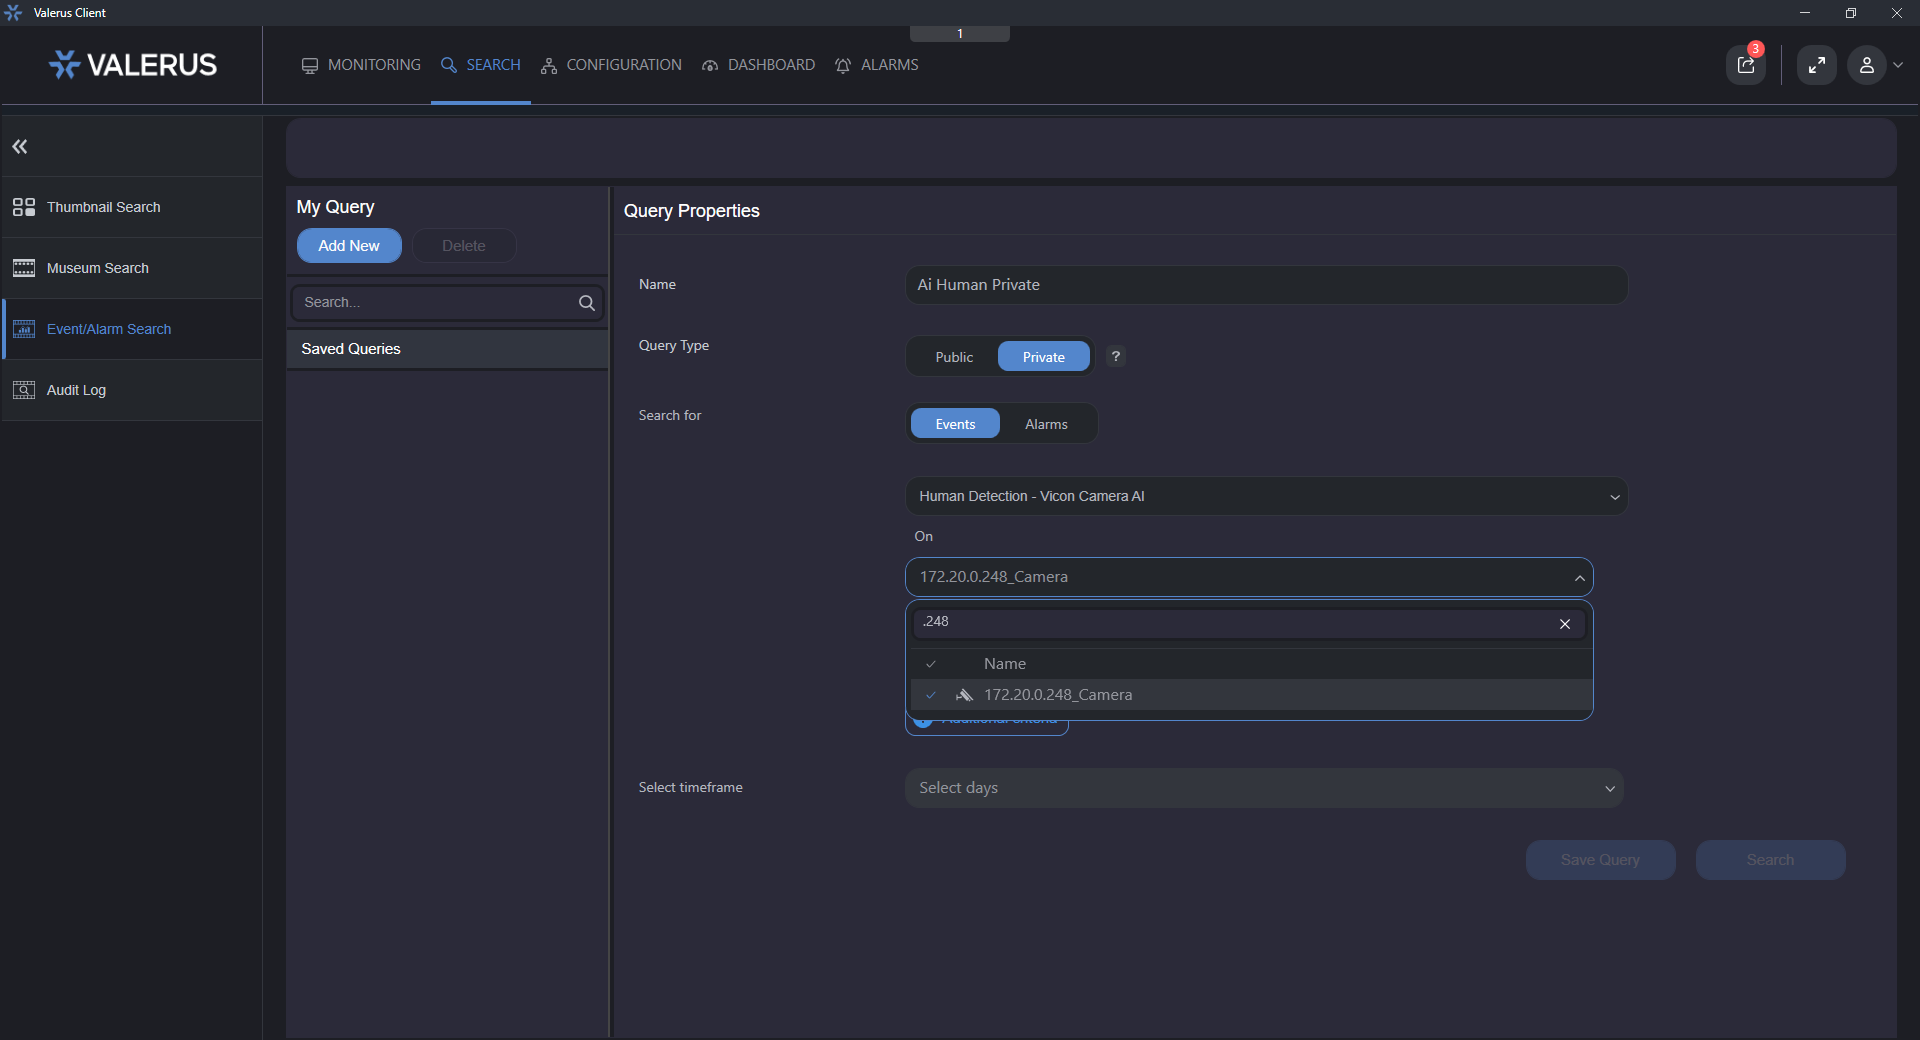 Valerus Client
1
VALERUS
MONITORING
SEARCH
CONFIGURATION
DASHBOARD
ALARMS
3
Thumbnail Search
Museum Search
Event/Alarm Search
Audit Log
My Query
Add New
Delete
Search...
Saved Queries
Query Properties
Name
Ai Human Private
Query Type
Public
Private
?
Search for
Events
Alarms
Human Detection - Vicon Camera AI
On
172.20.0.248_Camera
.248
Name
172.20.0.248_Camera
Additional criteria
Select timeframe
Select days
Save Query
Search